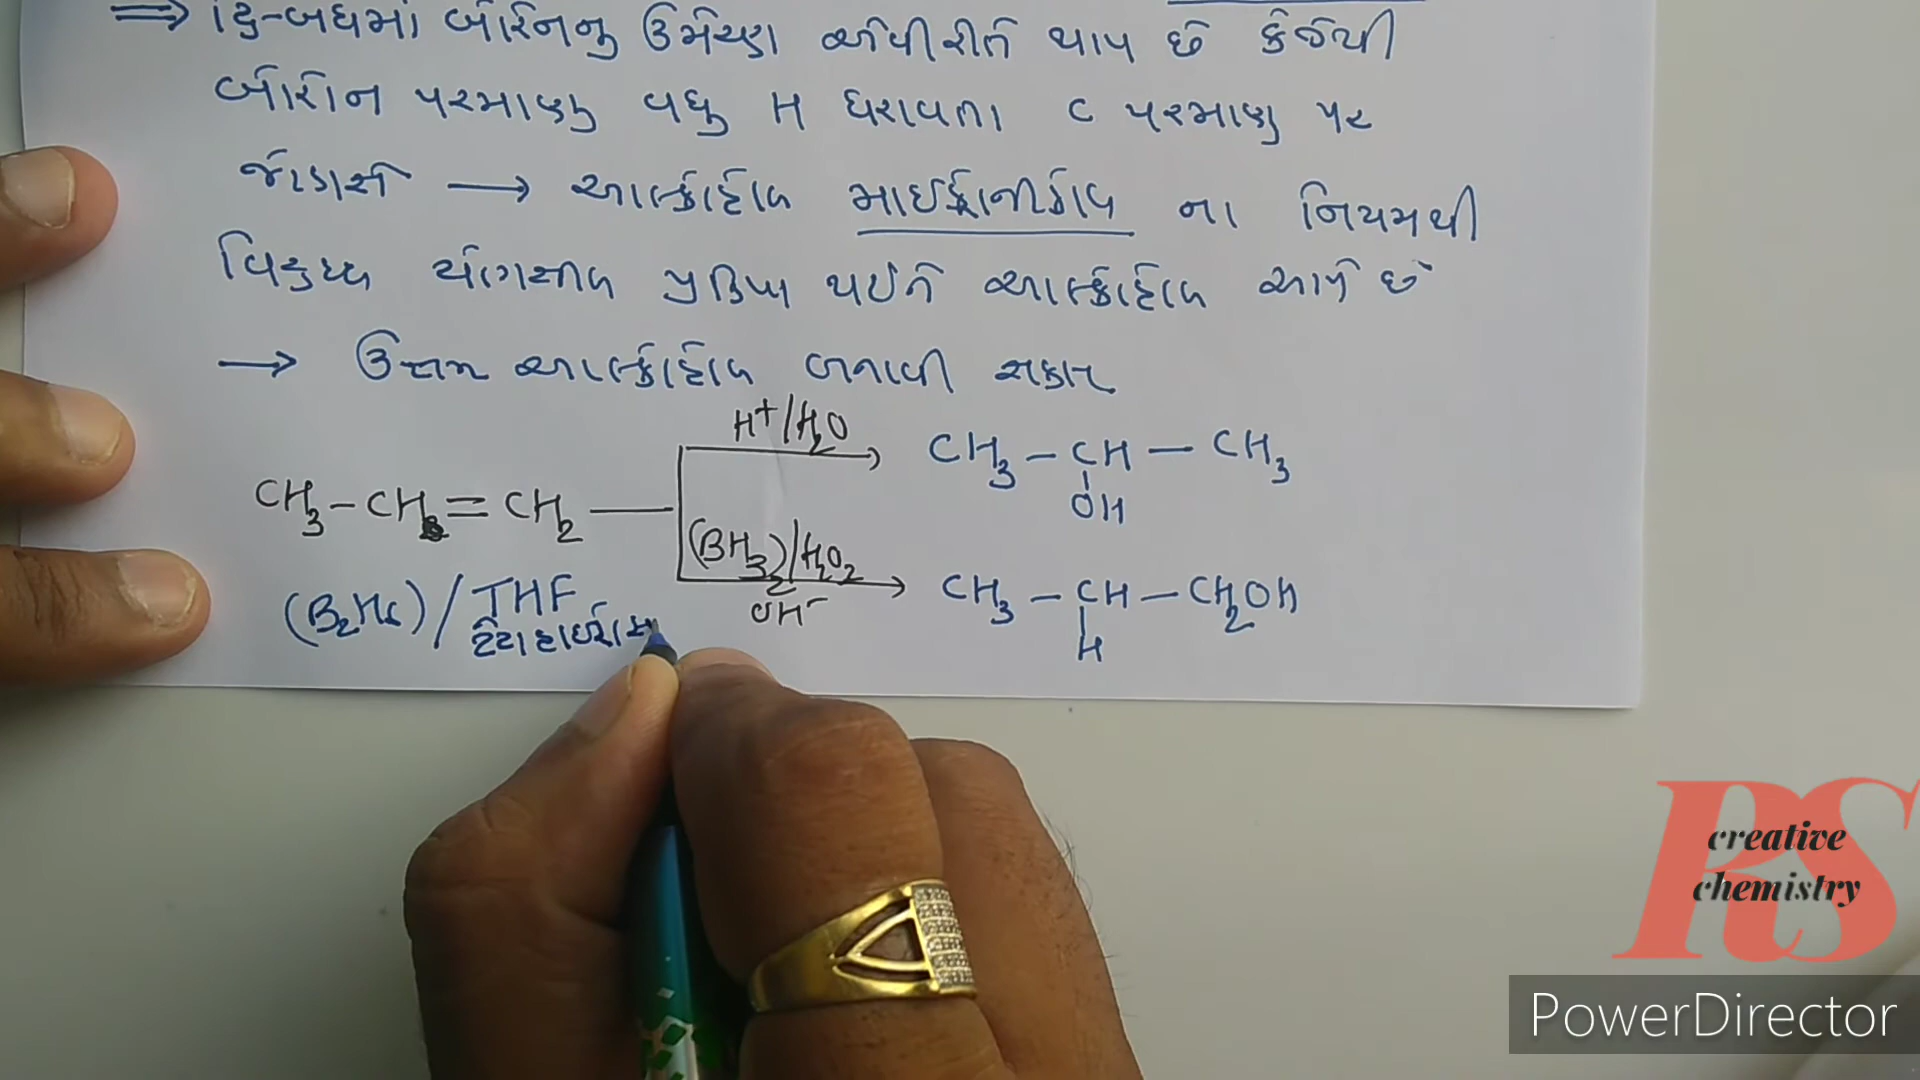 ⇒ દ્વિ-બંધમાં બોરોનનુ ઉમેરણ એવી રીતે થાય છે કે જેથી
બોરોન પરમાણુ વધુ H ધરાવતા C પરમાણુ પર
જોડાએ → આલ્કોહોલ માર્કોવનીકોવ ના નિયમથી
વિરુધ્ધ યોગશીલ પ્રક્રિયા થઈને આલ્કોહોલ આપે છે
→ ઉત્તમ આલ્કોહોલ બનાવી શકાય
H+/H2O
CH3 - CH - CH3
OH
CH3 - CH = CH2
(BH3)2/H2O2
OH-
CH3 - CH - CH2OH
H
(B2H6) / THF
creative
chemistry
RS
PowerDirector